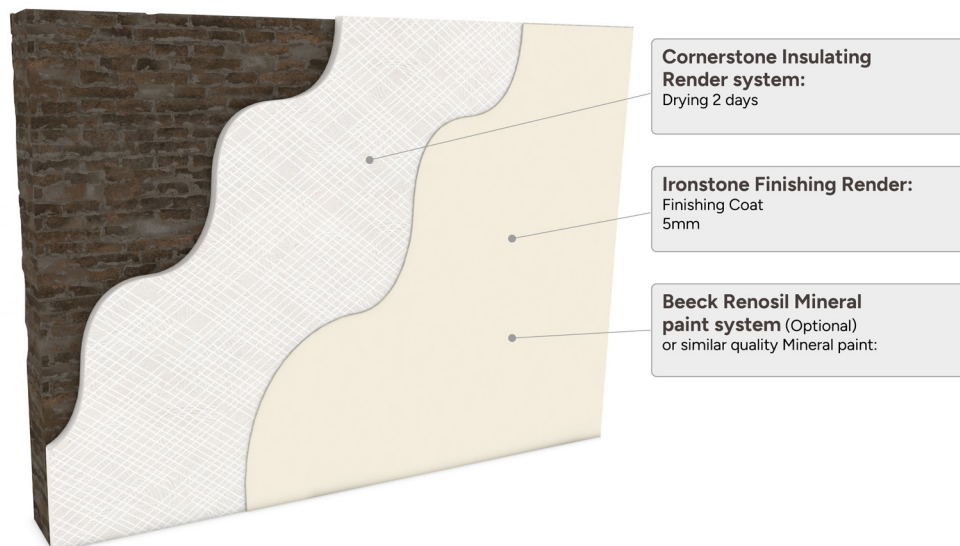 Cornerstone Insulating
Render system:
Drying 2 days
Ironstone Finishing Render:
Finishing Coat
5mm
Beeck Renosil Mineral
paint system (Optional)
or similar quality Mineral paint: